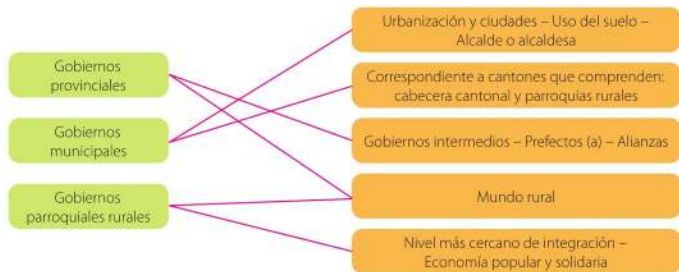 Gobiernos
provinciales
Gobiernos
municipales
Gobiernos
parroquiales rurales
Urbanización y ciudades – Uso del suelo –
Alcalde o alcaldesa
Correspondiente a cantones que comprenden:
cabecera cantonal y parroquias rurales
Gobiernos intermedios – Prefectos (a) – Alianzas
Mundo rural
Nivel más cercano de integración –
Economía popular y solidaria